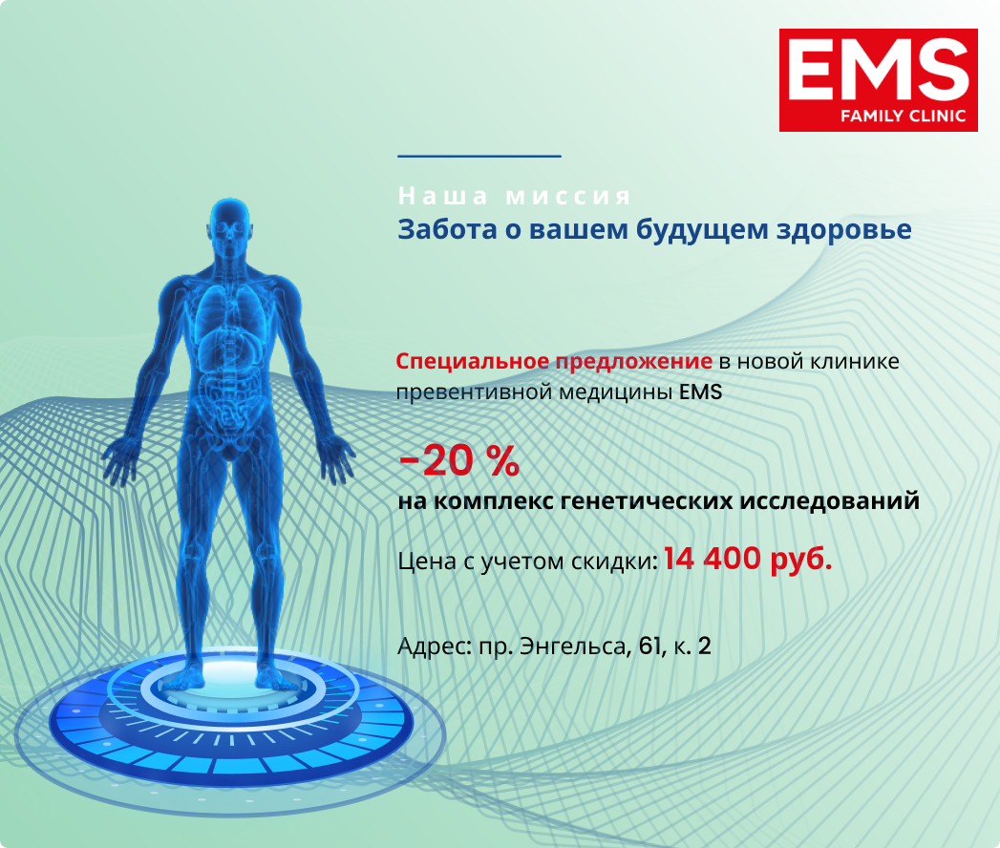 EMS
FAMILY CLINIC
Наша миссия
Забота о вашем будущем здоровье
Специальное предложение в новой клинике
превентивной медицины EMS
-20 %
на комплекс генетических исследований
Цена с учетом скидки: 14 400 руб.
Адрес: пр. Энгельса, 61, к. 2